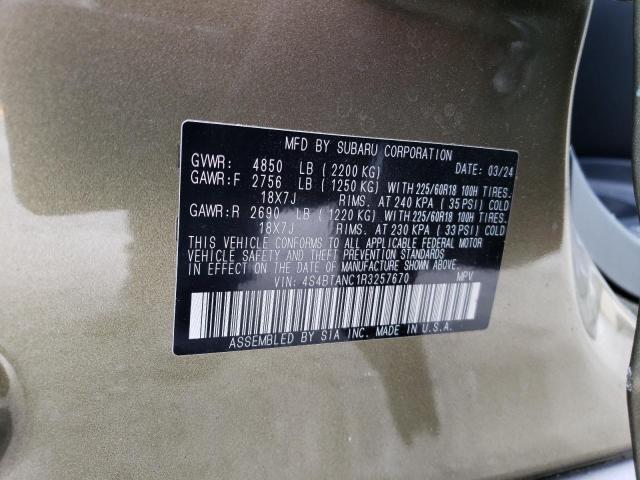 MFD BY SUBARU CORPORATION
GVWR: 4850 LB (2200 KG) DATE: 03/24
GAWR:F 2756 LB (1250 KG) WITH 225/60R18 100H TIRES.
18X7J RIMS. AT 240 KPA (35 PSI) COLD
GAWR:R 2690 LB (1220 KG) WITH 225/60R18 100H TIRES.
18X7J RIMS. AT 230 KPA (33 PSI) COLD
THIS VEHICLE CONFORMS TO ALL APPLICABLE FEDERAL MOTOR
VEHICLE SAFETY AND THEFT PREVENTION STANDARDS
IN EFFECT ON THE DATE OF MANUFACTURE SHOWN ABOVE.
VIN: 4S4BTANC1R3257670 MPV
ASSEMBLED BY SIA INC. MADE IN U.S.A.